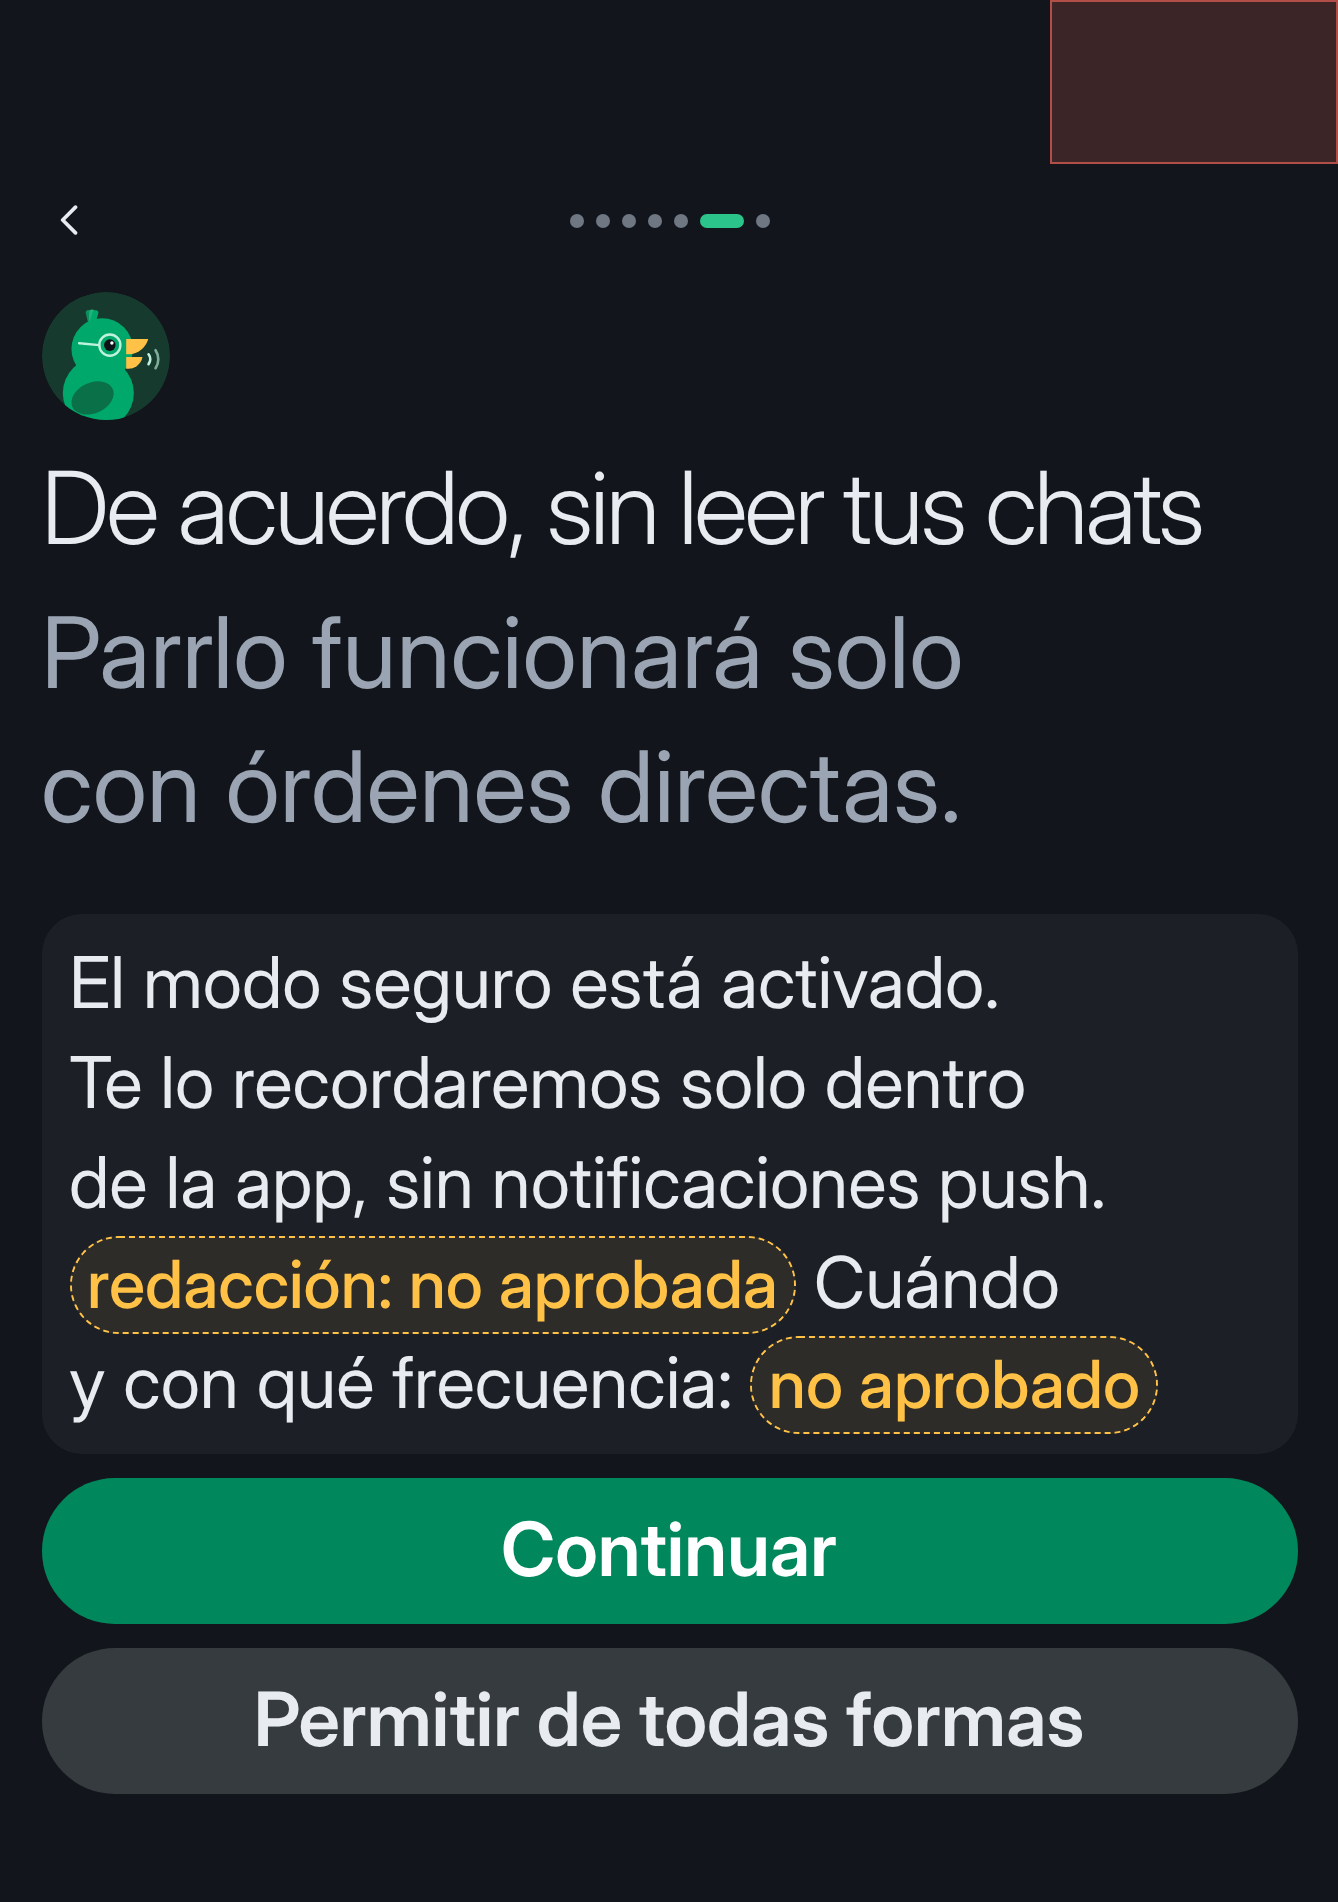 De acuerdo, sin leer tus chats
Parrlo funcionará solo
con órdenes directas.
El modo seguro está activado.
Te lo recordaremos solo dentro
de la app, sin notificaciones push.
redacción: no aprobada Cuándo
y con qué frecuencia: no aprobado
Continuar
Permitir de todas formas